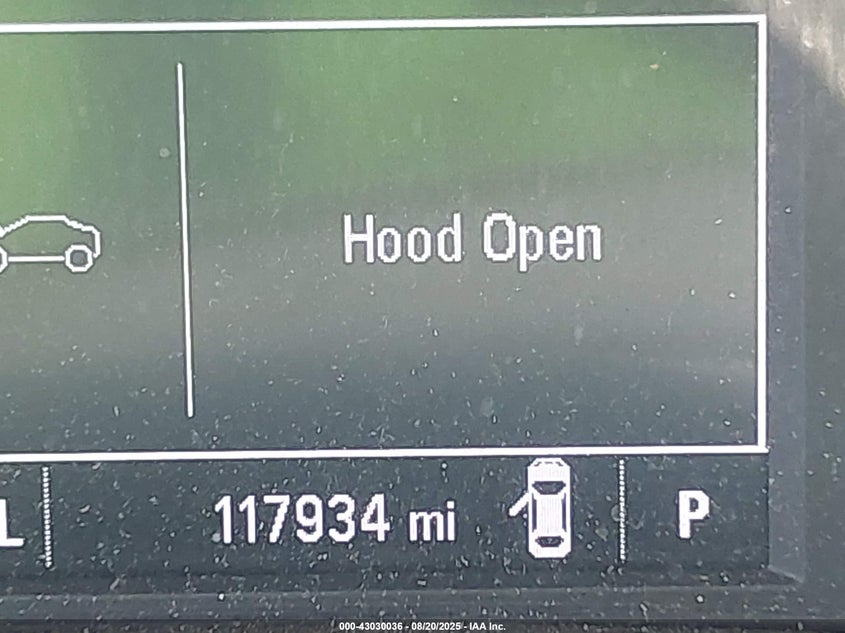 Hood Open
L
117934 mi
P
000-43030036 - 08/20/2025 - IAA Inc.